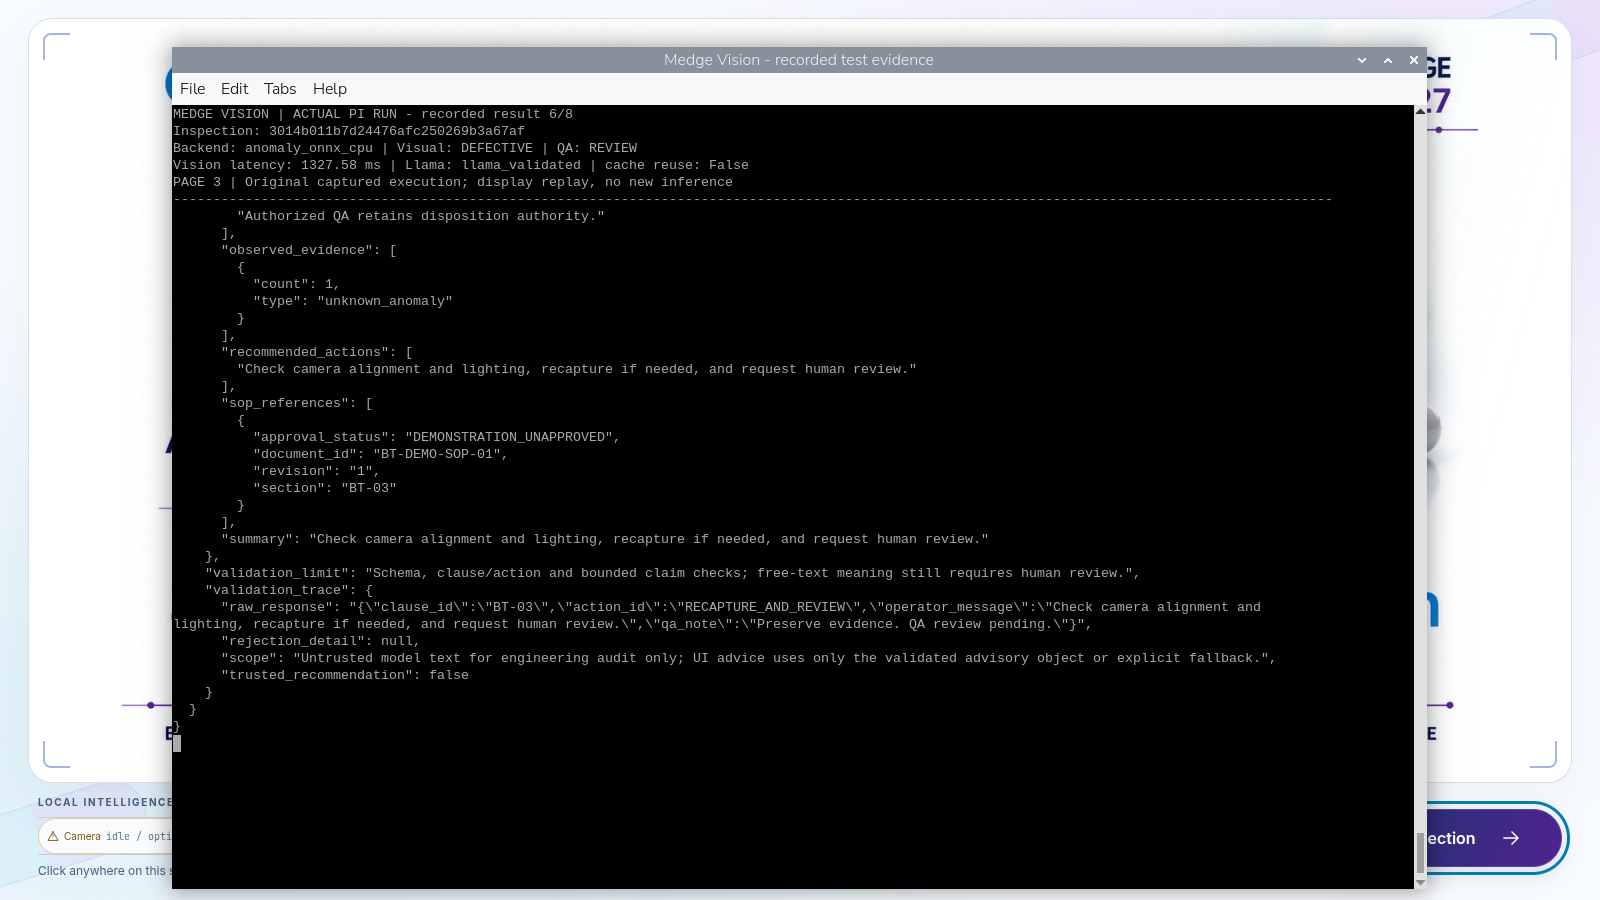 GE
27
Medge Vision - recorded test evidence
File Edit Tabs Help
MEDGE VISION | ACTUAL PI RUN - recorded result 6/8
Inspection: 3014b011b7d24476afc250269b3a67af
Backend: anomaly_onnx_cpu | Visual: DEFECTIVE | QA: REVIEW
Vision latency: 1327.58 ms | Llama: llama_validated | cache reuse: False
PAGE 3 | Original captured execution; display replay, no new inference
"Authorized QA retains disposition authority."
],
"observed_evidence": [
{
"count": 1,
"type": "unknown_anomaly"
}
],
"recommended_actions": [
"Check camera alignment and lighting, recapture if needed, and request human review."
],
"sop_references": [
{
"approval_status": "DEMONSTRATION_UNAPPROVED",
"document_id": "BT-DEMO-SOP-01",
"revision": "1",
"section": "BT-03"
}
],
"summary": "Check camera alignment and lighting, recapture if needed, and request human review."
},
"validation_limit": "Schema, clause/action and bounded claim checks; free-text meaning still requires human review.",
"validation_trace": {
"raw_response": "{\"clause_id\":\"BT-03\",\"action_id\":\"RECAPTURE_AND_REVIEW\",\"operator_message\":\"Check camera alignment and
lighting, recapture if needed, and request human review.\",\"qa_note\":\"Preserve evidence. QA review pending.\"}",
"rejection_detail": null,
"scope": "Untrusted model text for engineering audit only; UI advice uses only the validated advisory object or explicit fallback.",
"trusted_recommendation": false
}
}
}
LOCAL INTELLIGENCE
Camera idle / opti
Click anywhere on this s
ection